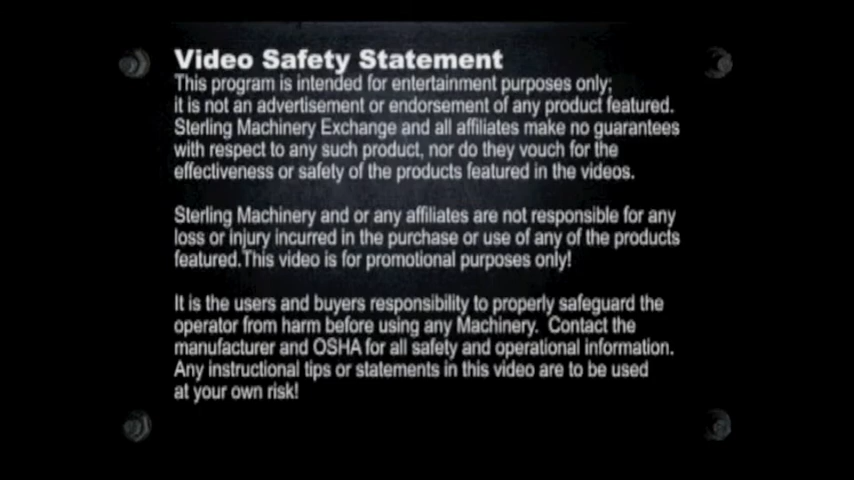 Video Safety Statement
This program is intended for entertainment purposes only;
it is not an advertisement or endorsement of any product featured.
Sterling Machinery Exchange and all affiliates make no guarantees
with respect to any such product, nor do they vouch for the
effectiveness or safety of the products featured in the videos.
Sterling Machinery and or any affiliates are not responsible for any
loss or injury incurred in the purchase or use of any of the products
featured.This video is for promotional purposes only!
It is the users and buyers responsibility to properly safeguard the
operator from harm before using any Machinery. Contact the
manufacturer and OSHA for all safety and operational information.
Any instructional tips or statements in this video are to be used
at your own risk!